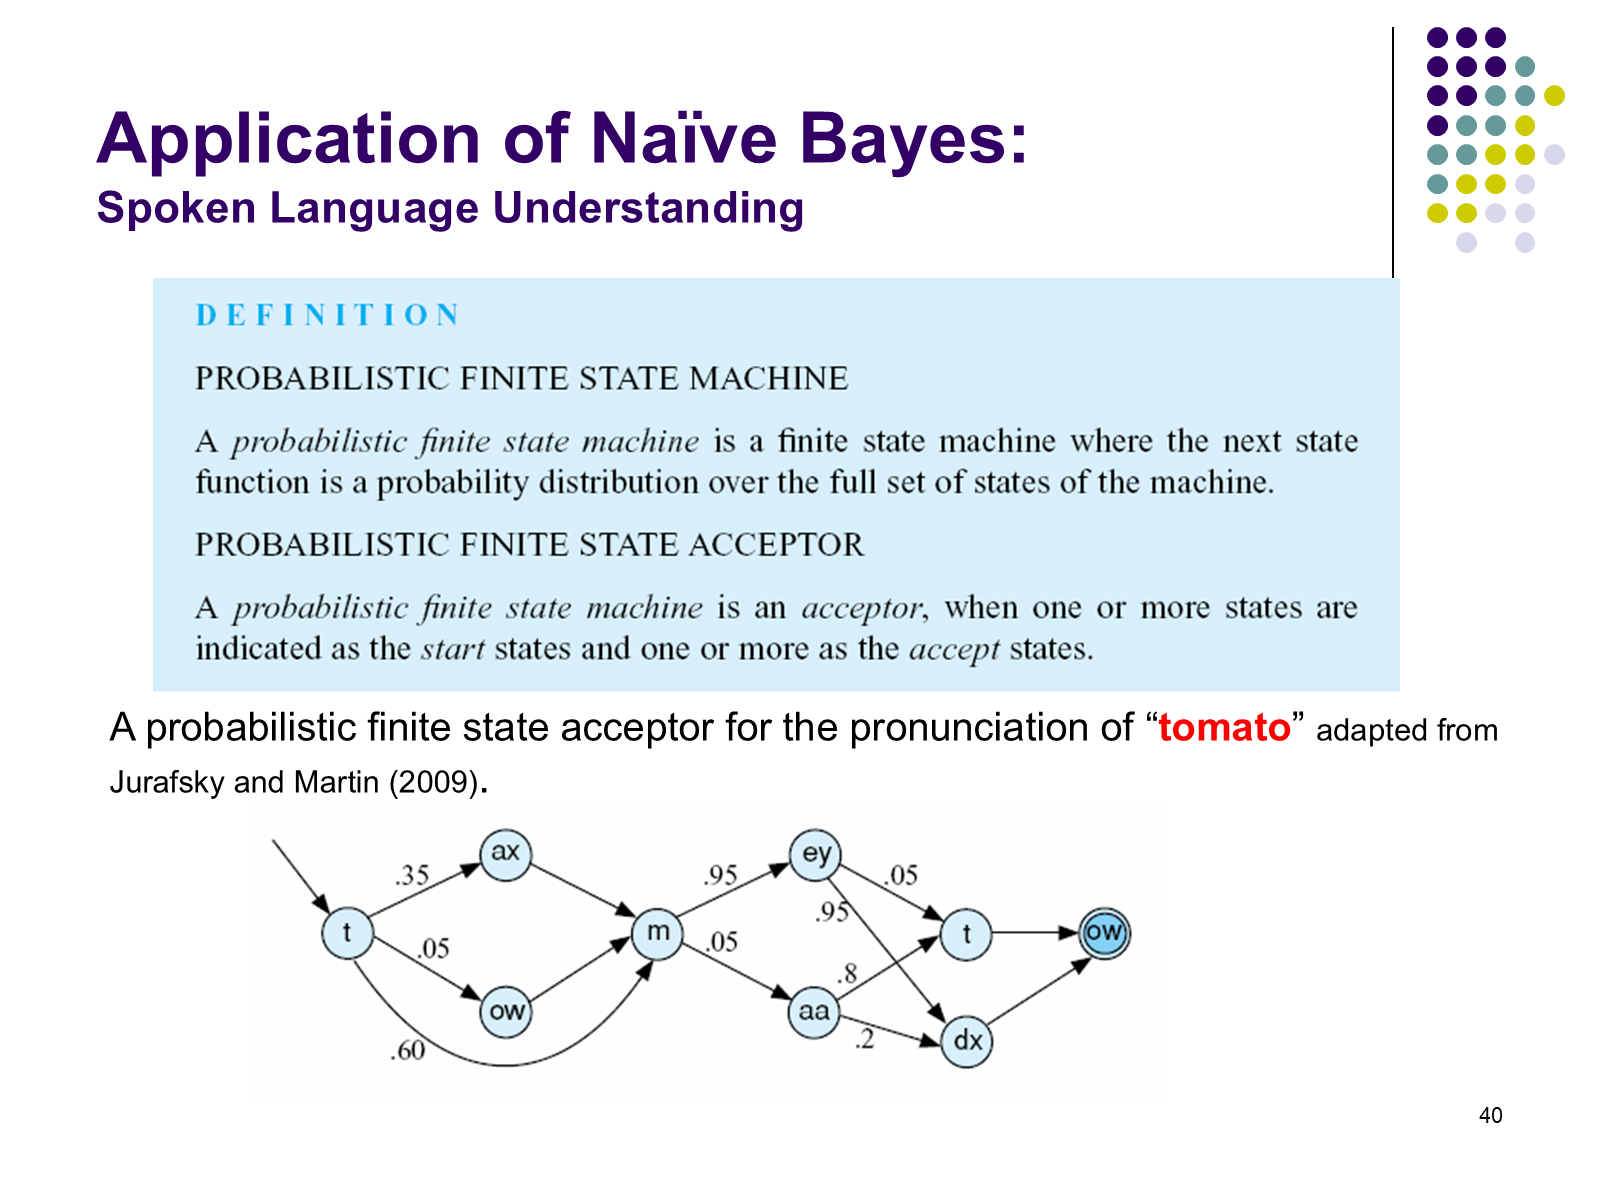 Application of Naïve Bayes:
Spoken Language Understanding
DEFINITION
PROBABILISTIC FINITE STATE MACHINE
A probabilistic finite state machine is a finite state machine where the next state
function is a probability distribution over the full set of states of the machine.
PROBABILISTIC FINITE STATE ACCEPTOR
A probabilistic finite state machine is an acceptor, when one or more states are
indicated as the start states and one or more as the accept states.
A probabilistic finite state acceptor for the pronunciation of “tomato” adapted from
Jurafsky and Martin (2009).
ax
ey
.35
.95
.05
.95
t
m
t
ow
.05
.05
.8
ow
aa
.2
dx
.60
40